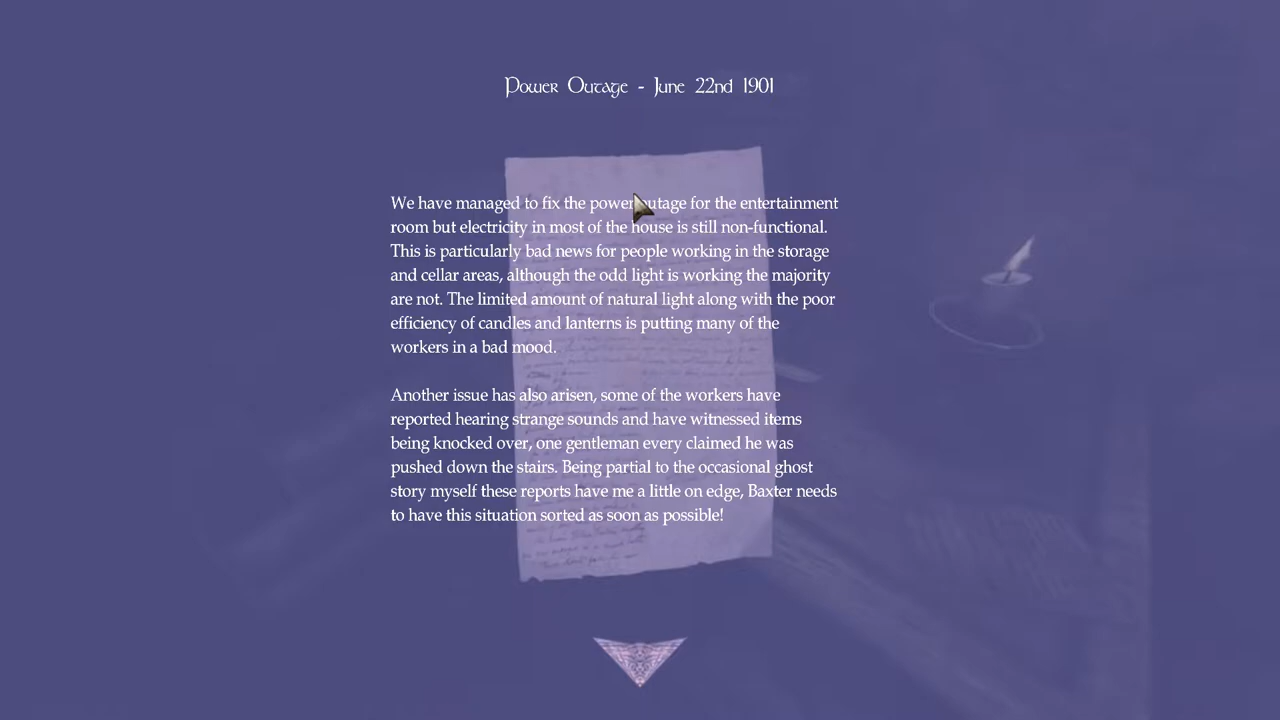 Power Outage - June 22nd 1901
We have managed to fix the power outage for the entertainment
room but electricity in most of the house is still non-functional.
This is particularly bad news for people working in the storage
and cellar areas, although the odd light is working the majority
are not. The limited amount of natural light along with the poor
efficiency of candles and lanterns is putting many of the
workers in a bad mood.
Another issue has also arisen, some of the workers have
reported hearing strange sounds and have witnessed items
being knocked over, one gentleman every claimed he was
pushed down the stairs. Being partial to the occasional ghost
story myself these reports have me a little on edge, Baxter needs
to have this situation sorted as soon as possible!